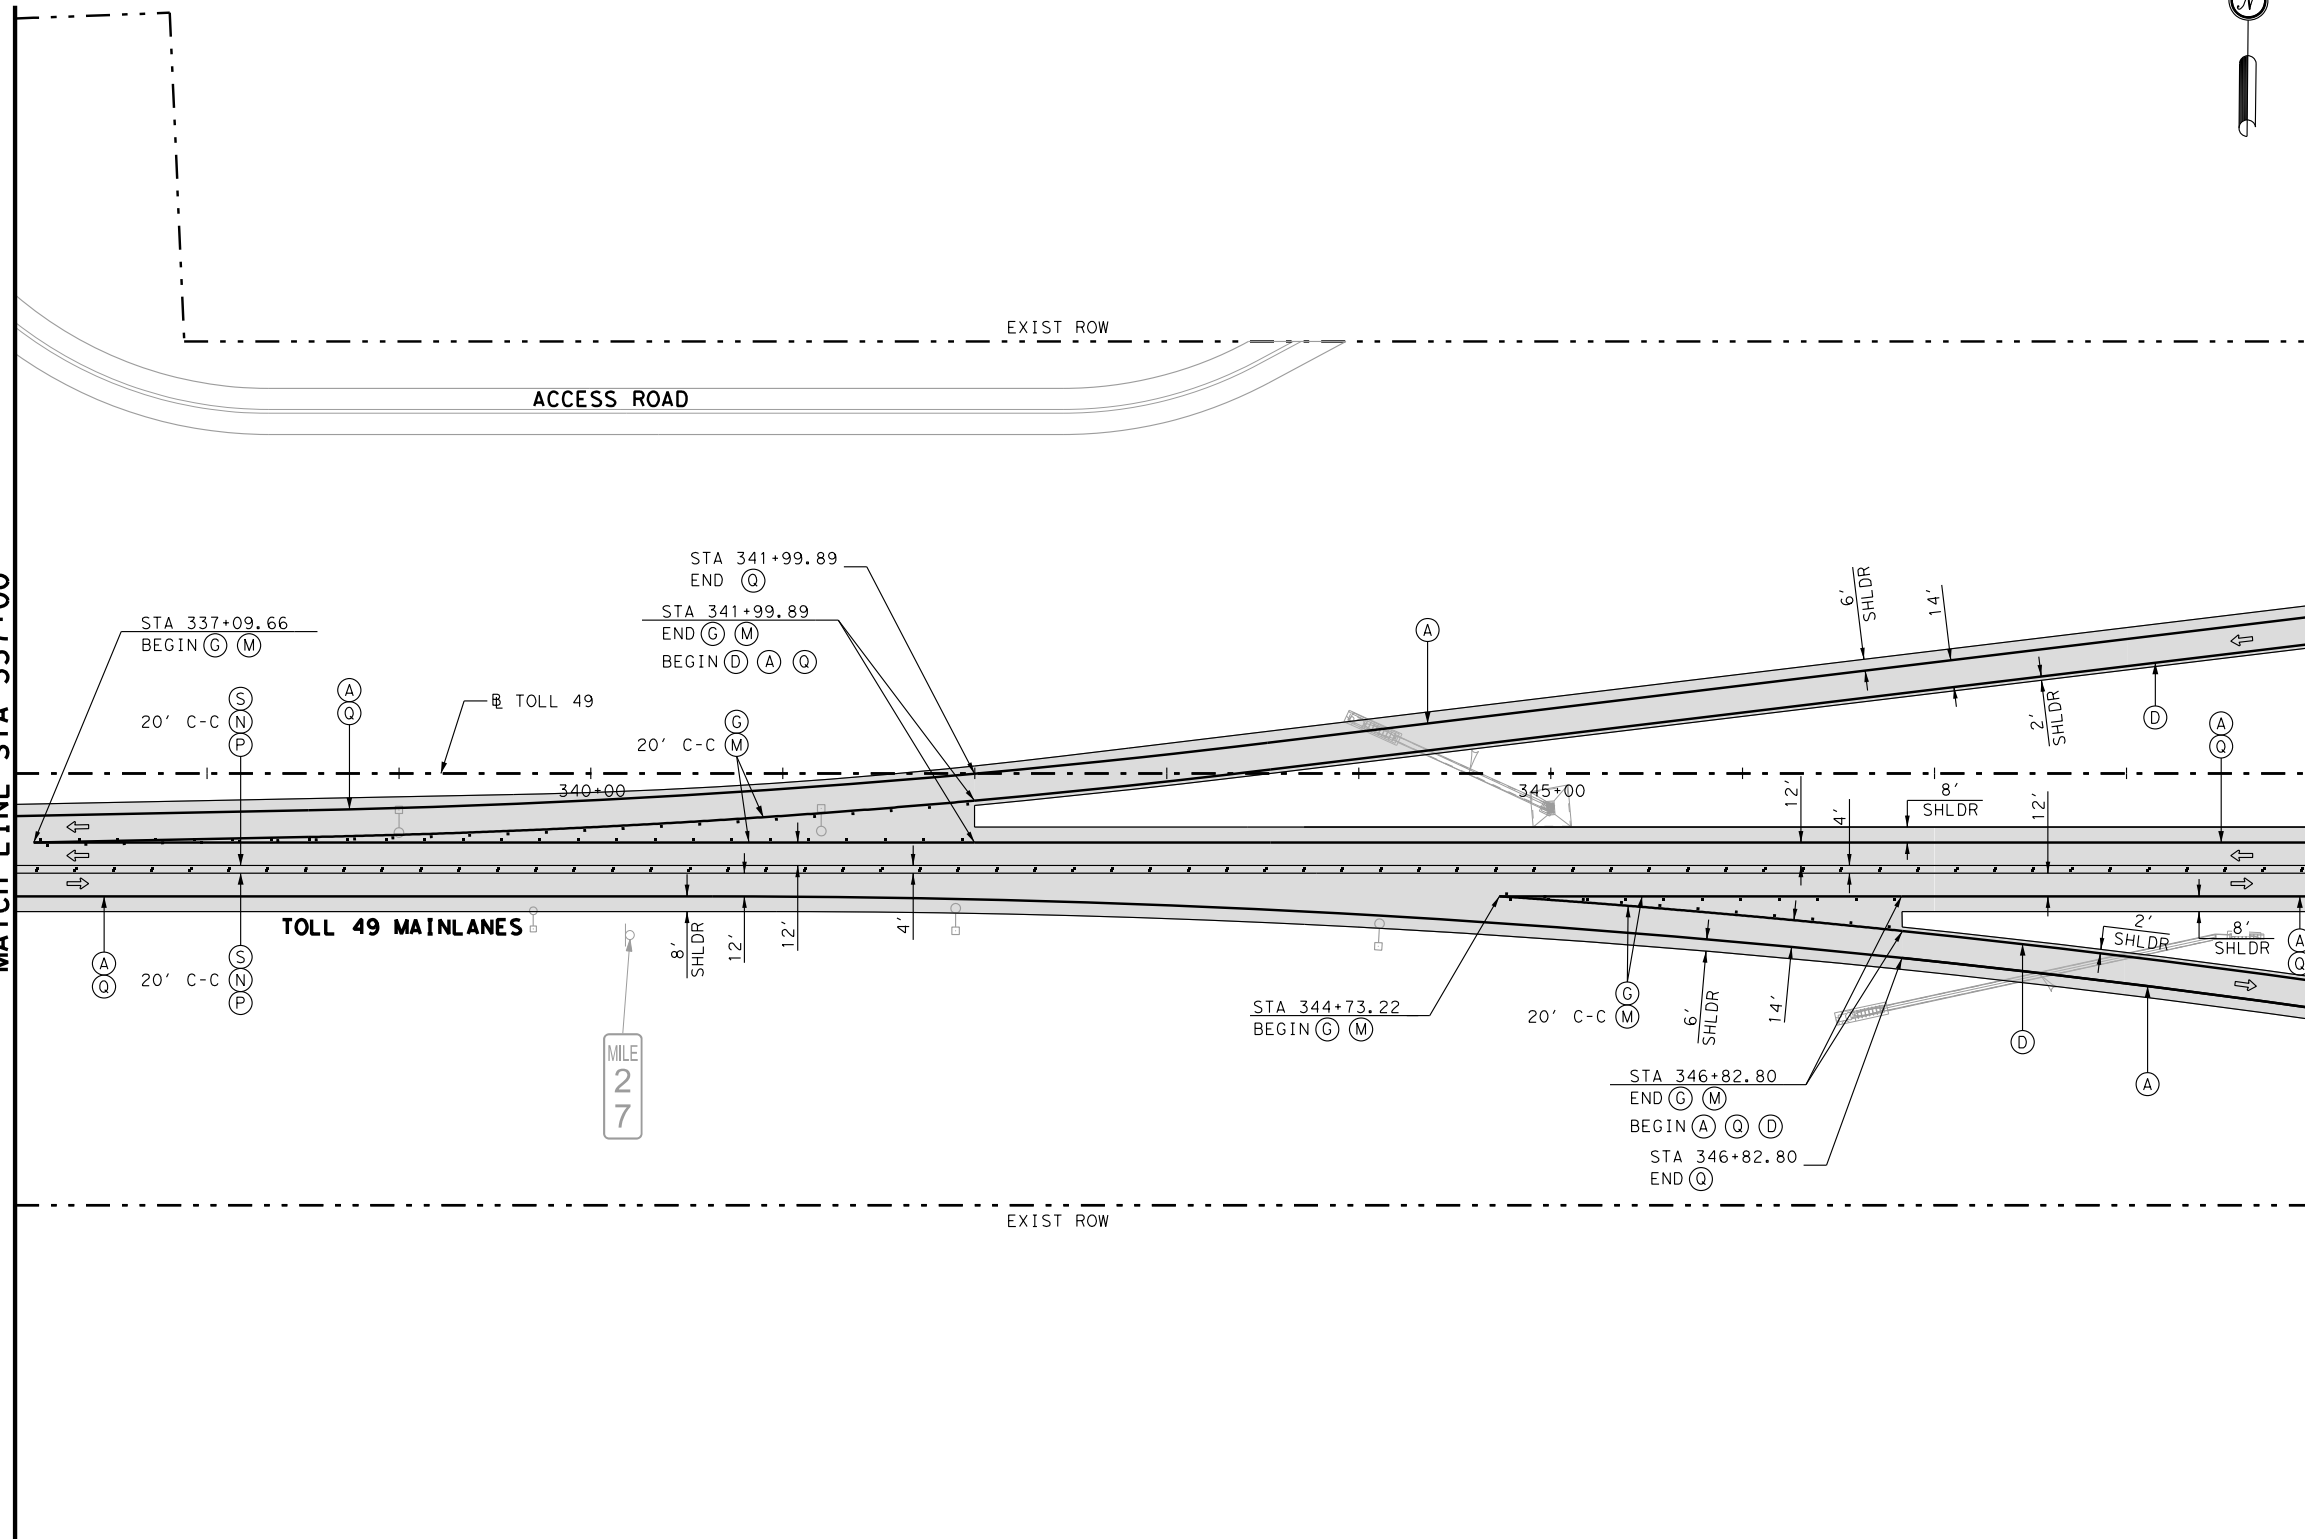 N
EXIST ROW
ACCESS ROAD
STA 341+99.89
END Q
STA 341+99.89
END G M
BEGIN D A Q
STA 337+09.66
BEGIN G M
A
Q
S
20' C-C N
P
BL TOLL 49
G
20' C-C M
A
6'
SHLDR
14'
2'
SHLDR
D
A
Q
340+00
345+00
12'
4'
8'
SHLDR
12'
TOLL 49 MAINLANES
A
Q
S
20' C-C N
P
8'
SHLDR
12'
12'
4'
MILE
2
7
STA 344+73.22
BEGIN G M
G
20' C-C M
6'
SHLDR
14'
2'
SHLDR
8'
SHLDR
A
Q
D
A
STA 346+82.80
END G M
BEGIN A Q D
STA 346+82.80
END Q
EXIST ROW